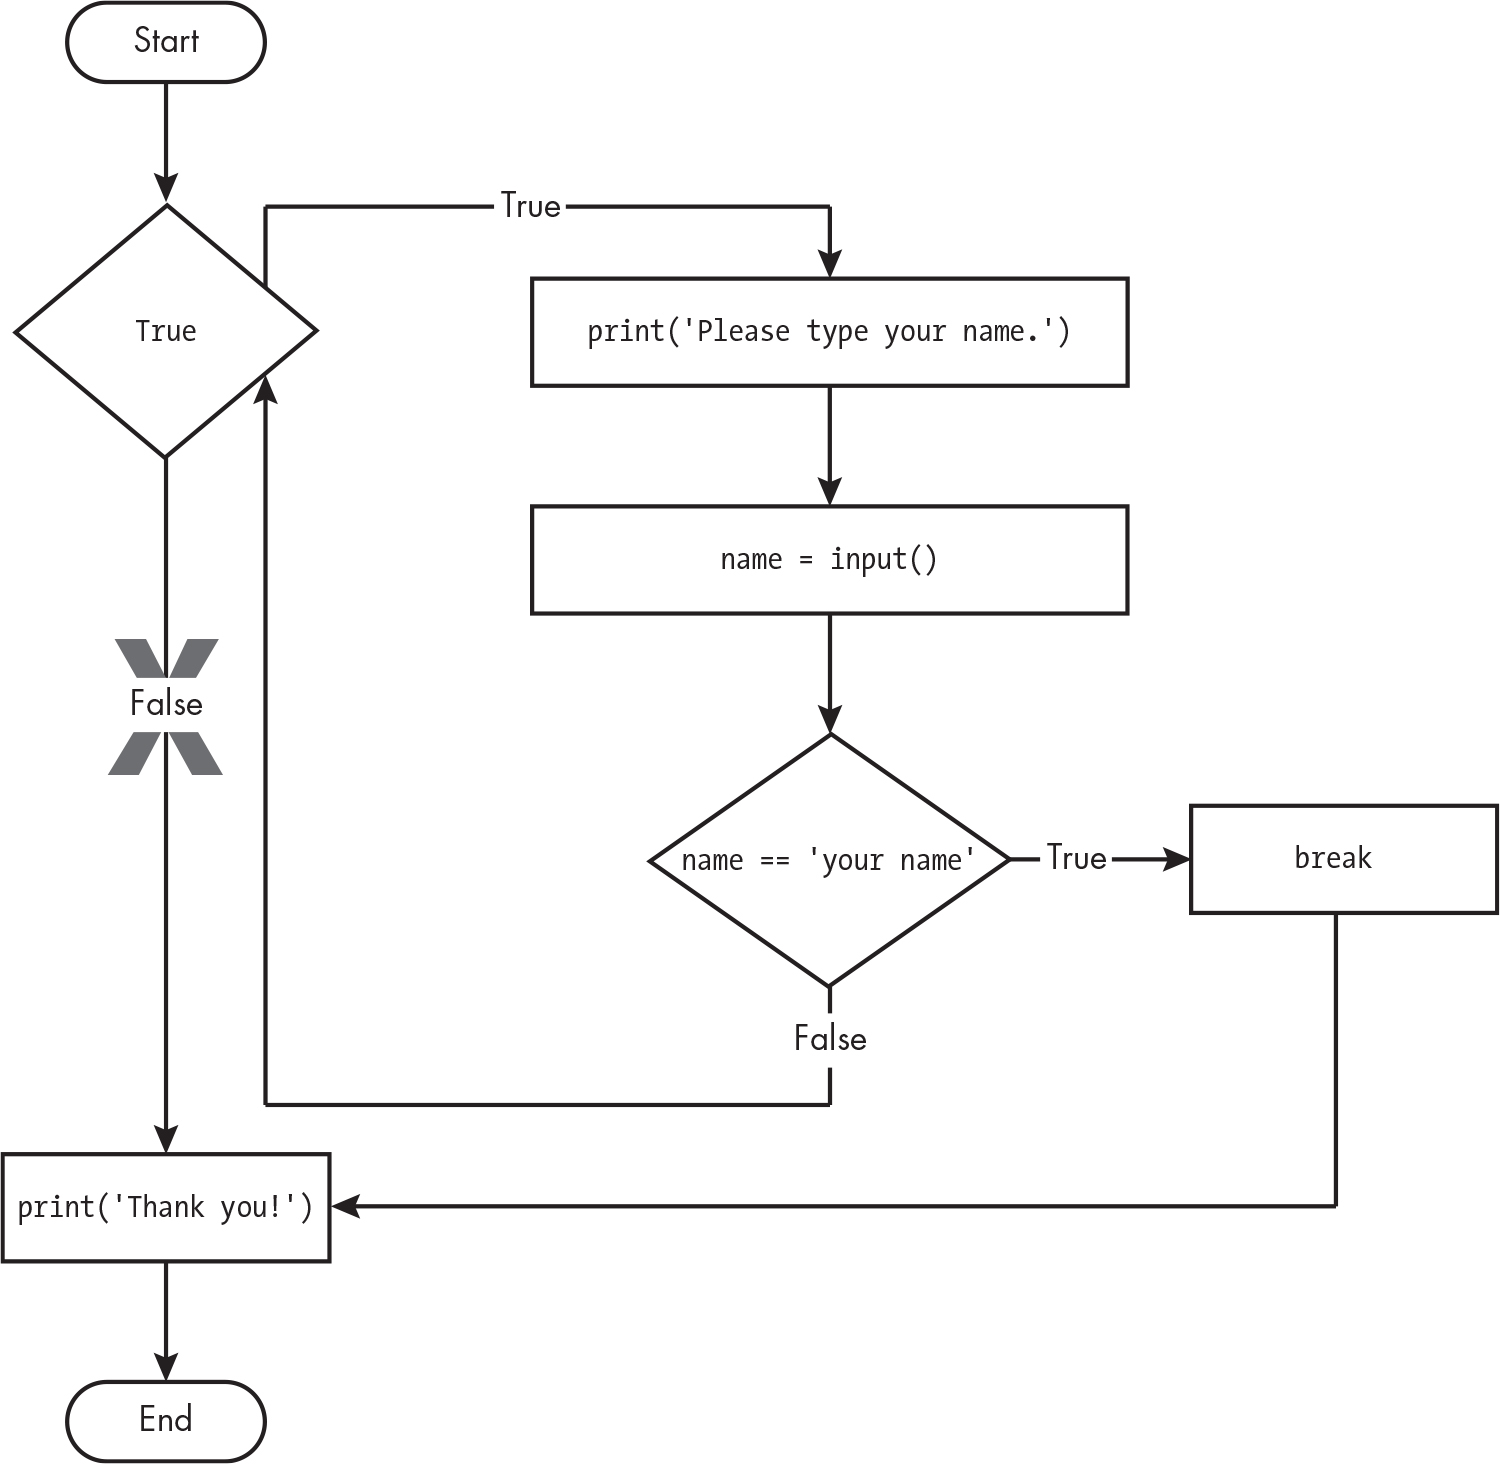 Start
True
True
print('Please type your name.')
name = input()
False
name == 'your name'
True
break
False
print('Thank you!')
End